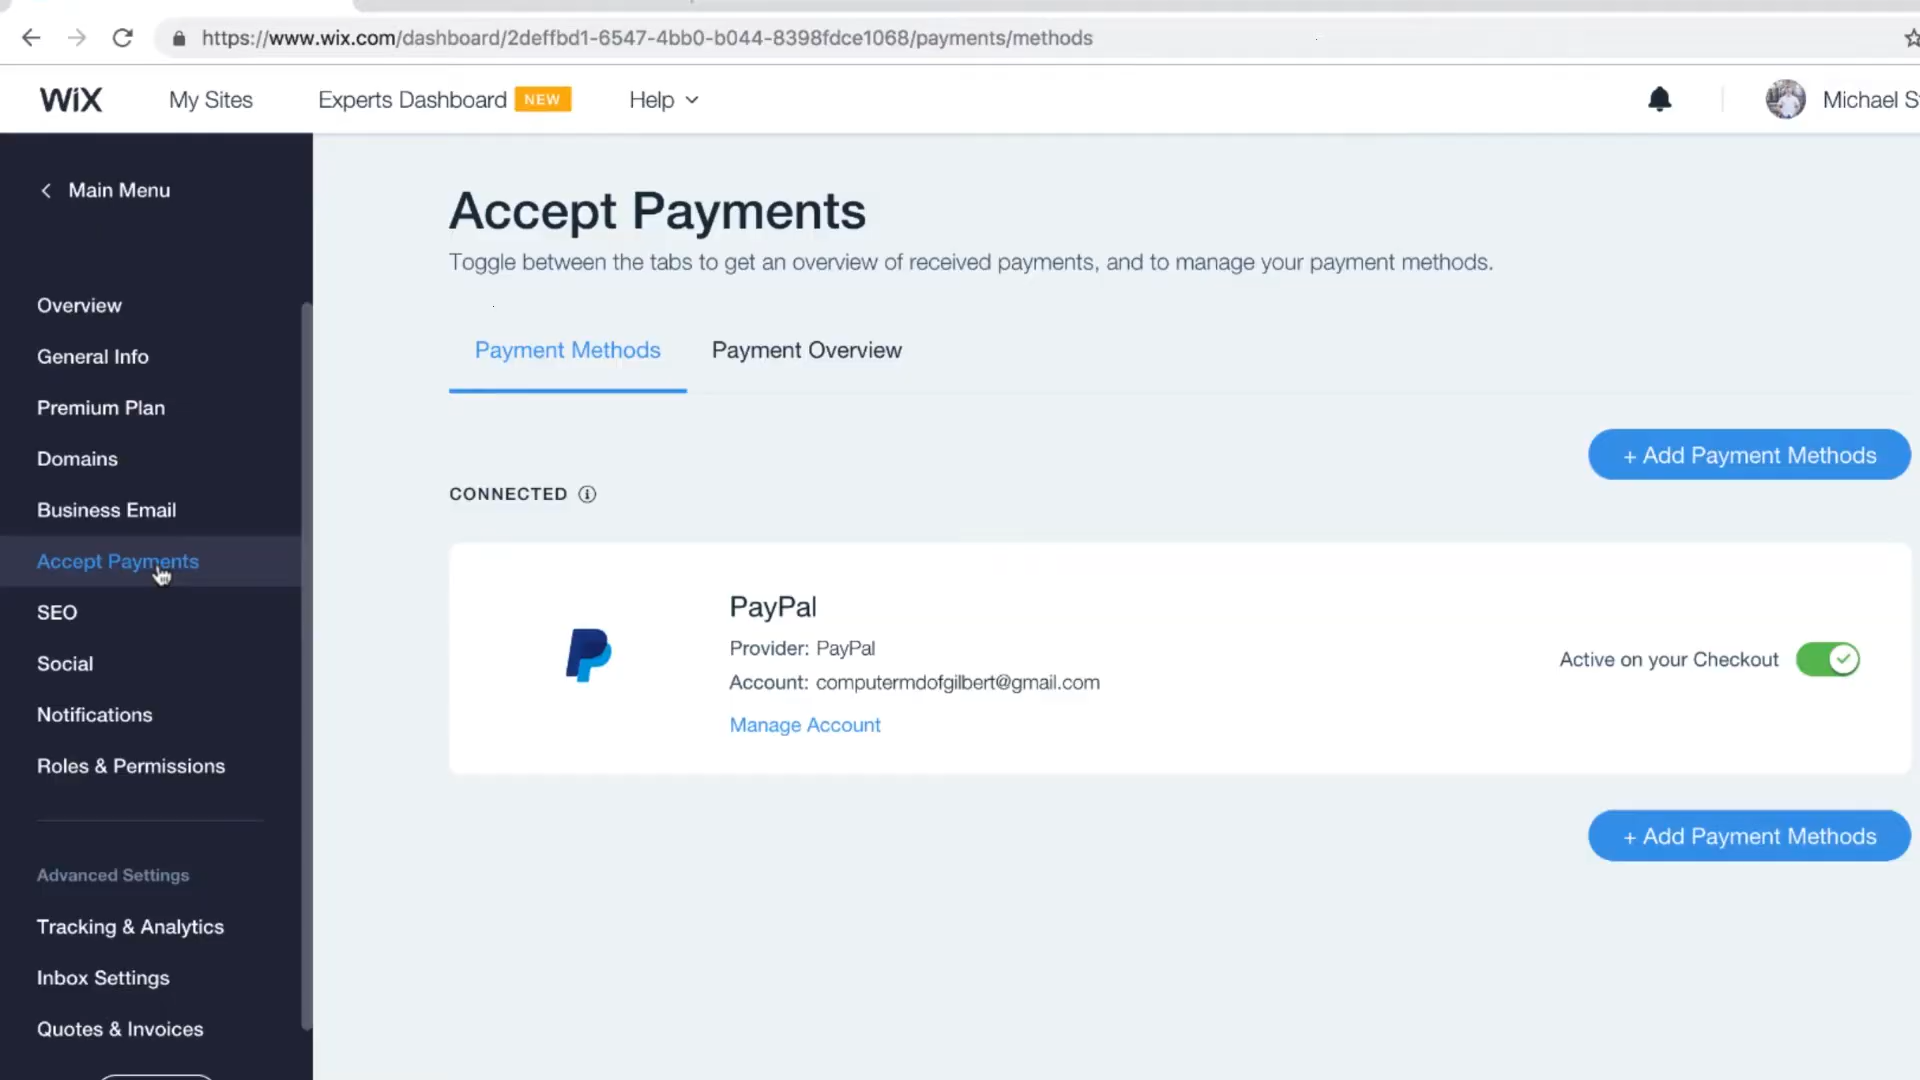 https://www.wix.com/dashboard/2deffbd1-6547-4bb0-b044-8398fdce1068/payments/methods
WiX My Sites Experts Dashboard NEW Help Michael S
Main Menu
Overview
General Info
Premium Plan
Domains
Business Email
Accept Payments
SEO
Social
Notifications
Roles & Permissions
Advanced Settings
Tracking & Analytics
Inbox Settings
Quotes & Invoices
Accept Payments
Toggle between the tabs to get an overview of received payments, and to manage your payment methods.
Payment Methods Payment Overview
+ Add Payment Methods
CONNECTED
PayPal
Provider: PayPal
Account: computermdofgilbert@gmail.com
Manage Account
Active on your Checkout
+ Add Payment Methods